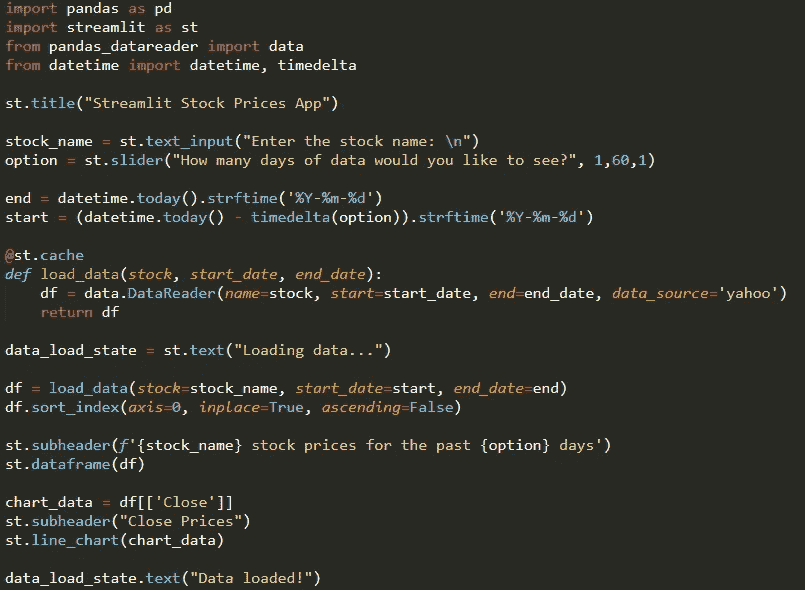 import pandas as pd
import streamlit as st
from pandas_datareader import data
from datetime import datetime, timedelta
st.title("Streamlit Stock Prices App")
stock_name = st.text_input("Enter the stock name: \n")
option = st.slider("How many days of data would you like to see?", 1,60,1)
end = datetime.today().strftime('%Y-%m-%d')
start = (datetime.today() - timedelta(option)).strftime('%Y-%m-%d')
@st.cache
def load_data(stock, start_date, end_date):
    df = data.DataReader(name=stock, start=start_date, end=end_date, data_source='yahoo')
    return df
data_load_state = st.text("Loading data...")
df = load_data(stock=stock_name, start_date=start, end_date=end)
df.sort_index(axis=0, inplace=True, ascending=False)
st.subheader(f'{stock_name} stock prices for the past {option} days')
st.dataframe(df)
chart_data = df[['Close']]
st.subheader("Close Prices")
st.line_chart(chart_data)
data_load_state.text("Data loaded!")